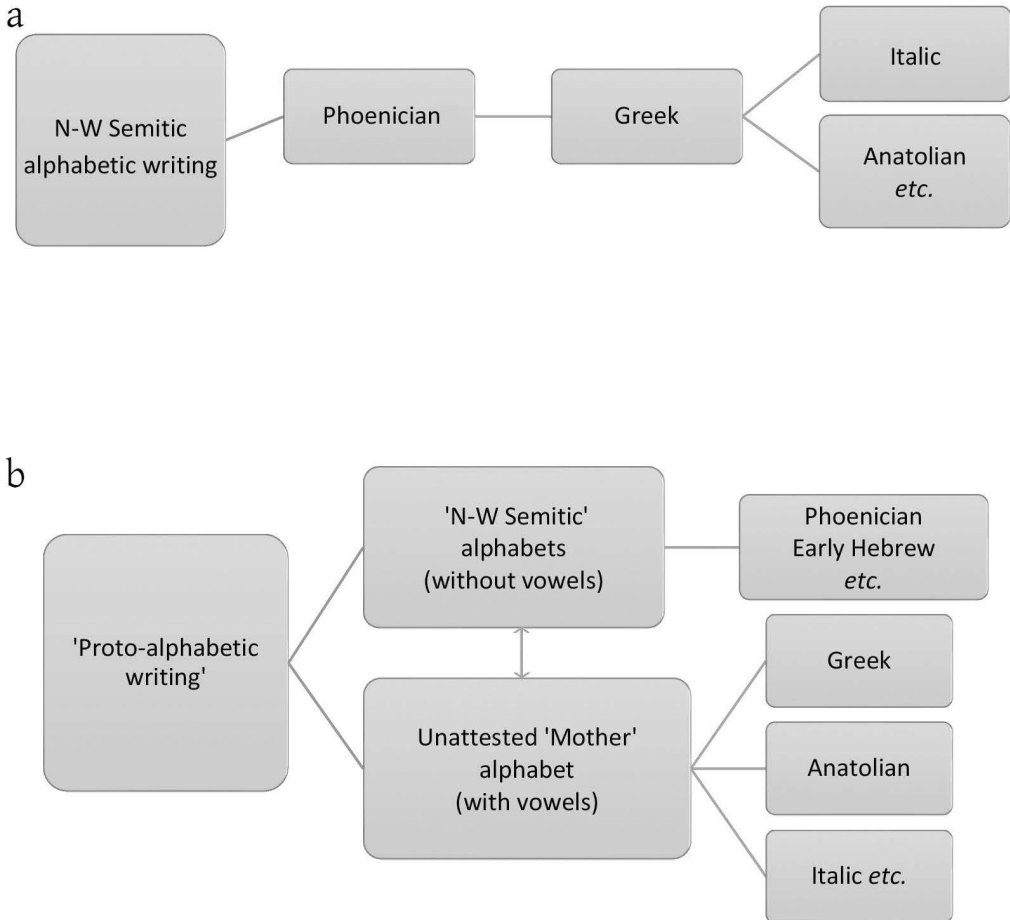 a
N-W Semitic
alphabetic writing
Phoenician
Greek
Italic
Anatolian
etc.
b
'Proto-alphabetic
writing'
'N-W Semitic'
alphabets
(without vowels)
Phoenician
Early Hebrew
etc.
Unattested 'Mother'
alphabet
(with vowels)
Greek
Anatolian
Italic etc.